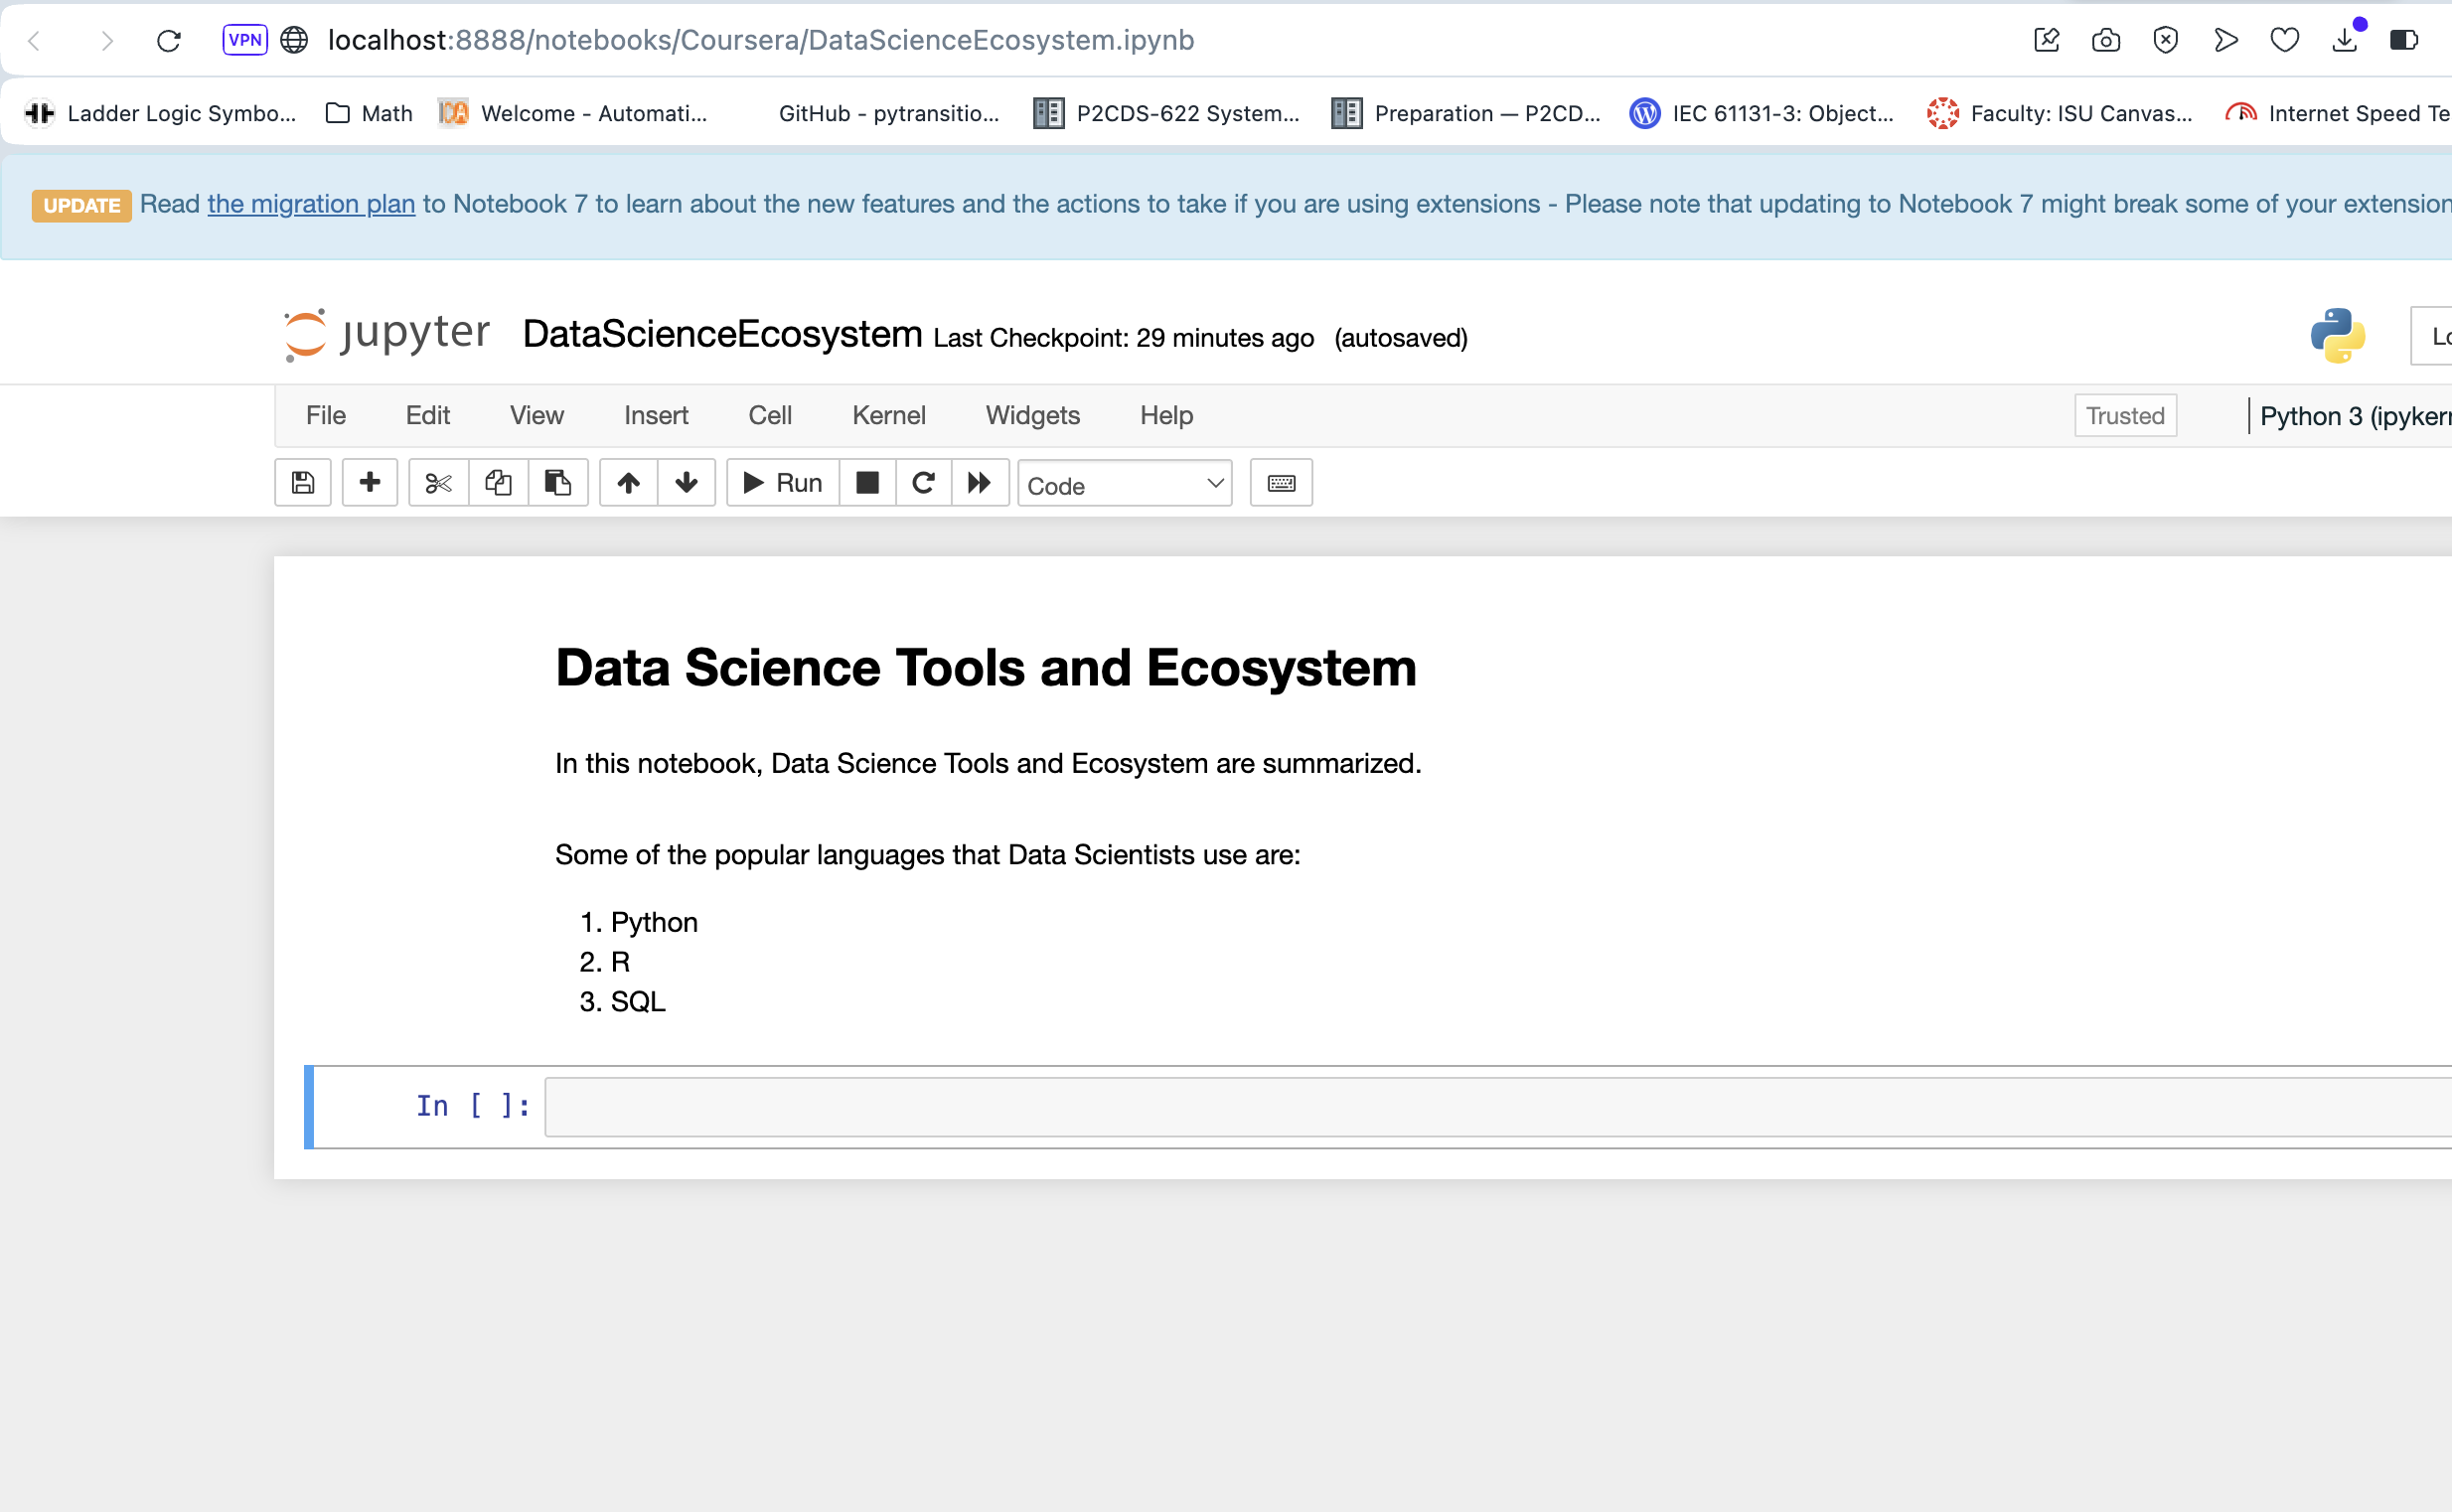 VPN localhost:8888/notebooks/Coursera/DataScienceEcosystem.ipynb
Ladder Logic Symbo... Math Welcome - Automati... GitHub - pytransitio... P2CDS-622 System... Preparation — P2CD... IEC 61131-3: Object... Faculty: ISU Canvas... Internet Speed Te
UPDATE Read the migration plan to Notebook 7 to learn about the new features and the actions to take if you are using extensions - Please note that updating to Notebook 7 might break some of your extension
jupyter DataScienceEcosystem Last Checkpoint: 29 minutes ago (autosaved) Lo
File Edit View Insert Cell Kernel Widgets Help Trusted Python 3 (ipyker
Run Code
Data Science Tools and Ecosystem
In this notebook, Data Science Tools and Ecosystem are summarized.
Some of the popular languages that Data Scientists use are:
1. Python
2. R
3. SQL
In [ ]: